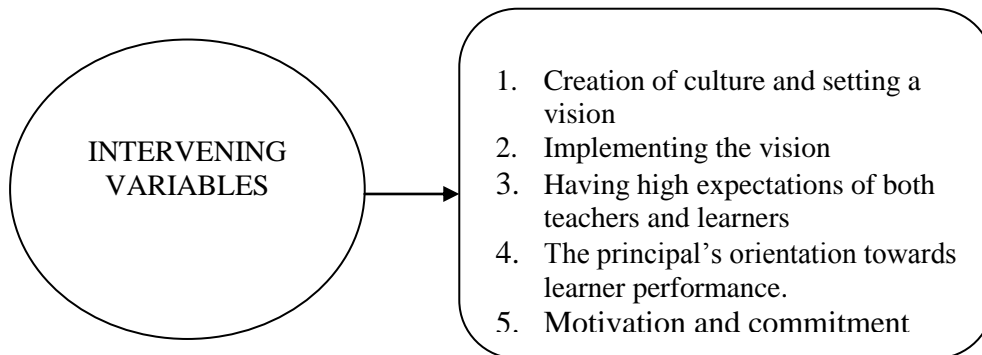 INTERVENING
VARIABLES
1. Creation of culture and setting a
vision
2. Implementing the vision
3. Having high expectations of both
teachers and learners
4. The principal’s orientation towards
learner performance.
5. Motivation and commitment